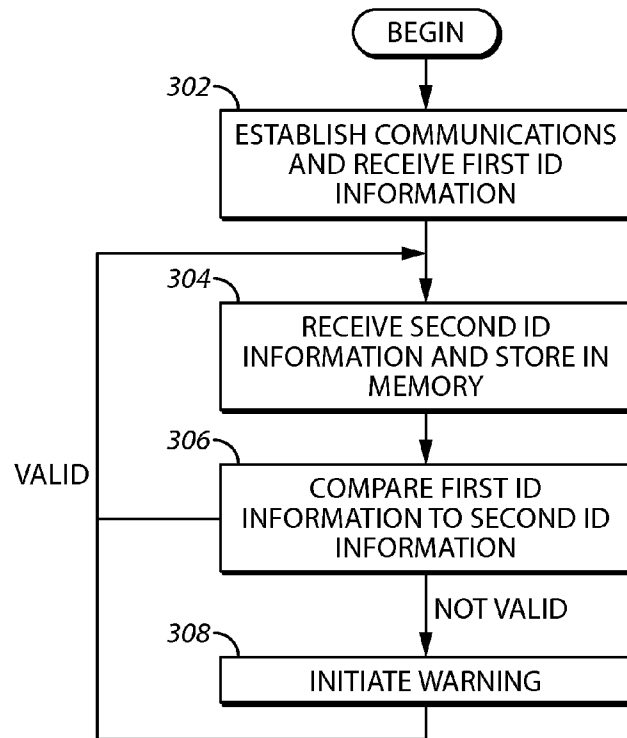 BEGIN
302
ESTABLISH COMMUNICATIONS
AND RECEIVE FIRST ID
INFORMATION
304
RECEIVE SECOND ID
INFORMATION AND STORE IN
MEMORY
306
VALID
COMPARE FIRST ID
INFORMATION TO SECOND ID
INFORMATION
NOT VALID
308
INITIATE WARNING